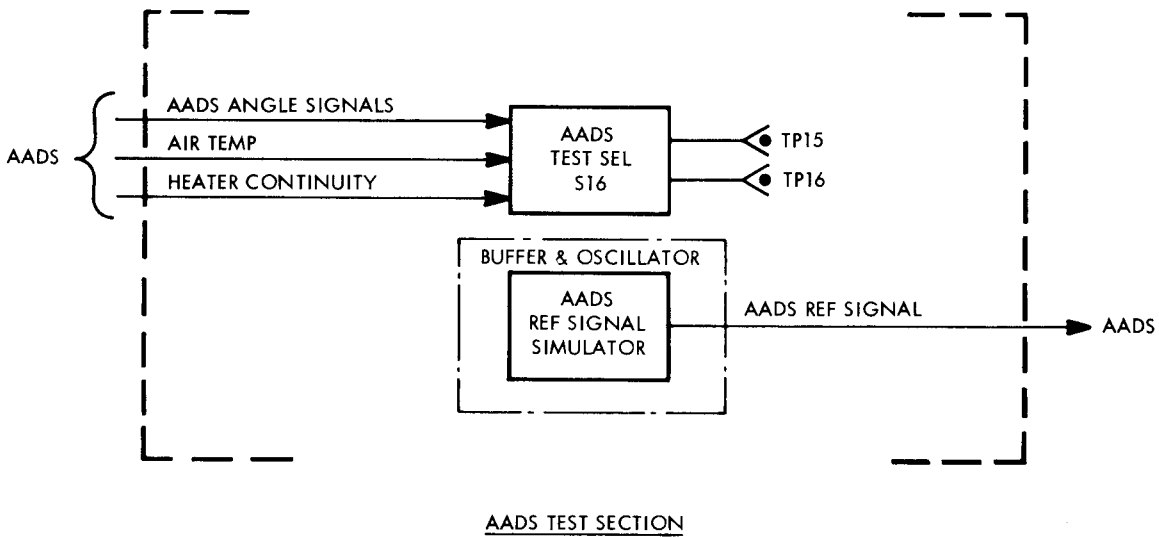 AADS
AADS ANGLE SIGNALS
AIR TEMP
HEATER CONTINUITY
AADS
TEST SEL
S16
TP15
TP16
BUFFER & OSCILLATOR
AADS
REF SIGNAL
SIMULATOR
AADS REF SIGNAL
AADS
AADS TEST SECTION